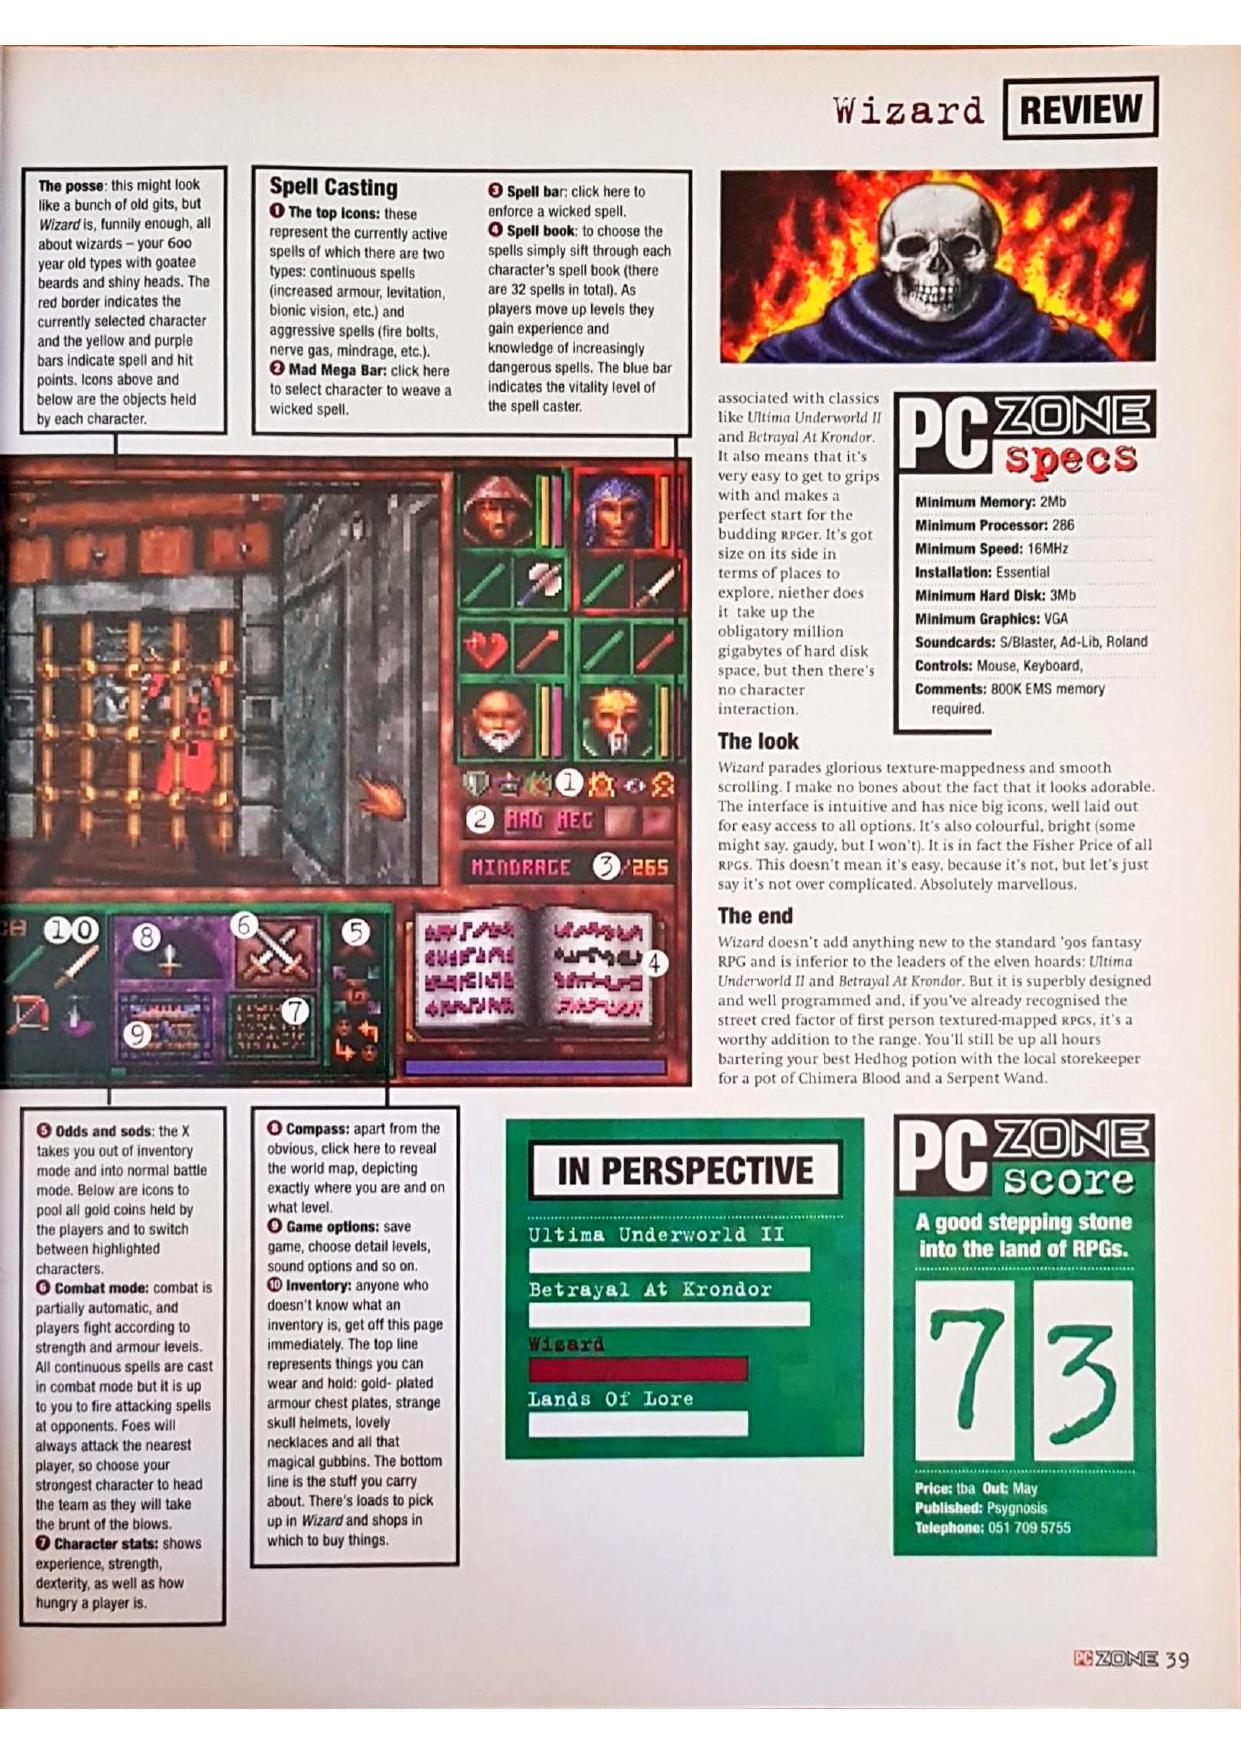 Wizard REVIEW
The posse: this might look
like a bunch of old gits, but
Wizard is, funnily enough, all
about wizards – your 600
year old types with goatee
beards and shiny heads. The
red border indicates the
currently selected character
and the yellow and purple
bars indicate spell and hit
points. Icons above and
below are the objects held
by each character.
Spell Casting
1 The top icons: these
represent the currently active
spells of which there are two
types: continuous spells
(increased armour, levitation,
bionic vision, etc.) and
aggressive spells (fire bolts,
nerve gas, mindrage, etc.).
2 Mad Mega Bar: click here
to select character to weave a
wicked spell.
3 Spell bar: click here to
enforce a wicked spell.
4 Spell book: to choose the
spells simply sift through each
character's spell book (there
are 32 spells in total). As
players move up levels they
gain experience and
knowledge of increasingly
dangerous spells. The blue bar
indicates the vitality level of
the spell caster.
1
2 MAD MEG
MINDRAGE 3 /265
10
8
6
5
4
7
9
associated with classics
like Ultima Underworld II
and Betrayal At Krondor.
It also means that it's
very easy to get to grips
with and makes a
perfect start for the
budding RPGer. It's got
size on its side in
terms of places to
explore, niether does
it take up the
obligatory million
gigabytes of hard disk
space, but then there's
no character
interaction.
PC ZONE
specs
Minimum Memory: 2Mb
Minimum Processor: 286
Minimum Speed: 16MHz
Installation: Essential
Minimum Hard Disk: 3Mb
Minimum Graphics: VGA
Soundcards: S/Blaster, Ad-Lib, Roland
Controls: Mouse, Keyboard,
Comments: 800K EMS memory
required.
The look
Wizard parades glorious texture-mappedness and smooth
scrolling. I make no bones about the fact that it looks adorable.
The interface is intuitive and has nice big icons, well laid out
for easy access to all options. It's also colourful, bright (some
might say, gaudy, but I won't). It is in fact the Fisher Price of all
RPGs. This doesn't mean it's easy, because it's not, but let's just
say it's not over complicated. Absolutely marvellous.
The end
Wizard doesn't add anything new to the standard '90s fantasy
RPG and is inferior to the leaders of the elven hoards: Ultima
Underworld II and Betrayal At Krondor. But it is superbly designed
and well programmed and, if you've already recognised the
street cred factor of first person textured-mapped RPGs, it's a
worthy addition to the range. You'll still be up all hours
bartering your best Hedhog potion with the local storekeeper
for a pot of Chimera Blood and a Serpent Wand.
5 Odds and sods: the X
takes you out of inventory
mode and into normal battle
mode. Below are icons to
pool all gold coins held by
the players and to switch
between highlighted
characters.
6 Combat mode: combat is
partially automatic, and
players fight according to
strength and armour levels.
All continuous spells are cast
in combat mode but it is up
to you to fire attacking spells
at opponents. Foes will
always attack the nearest
player, so choose your
strongest character to head
the team as they will take
the brunt of the blows.
7 Character stats: shows
experience, strength,
dexterity, as well as how
hungry a player is.
8 Compass: apart from the
obvious, click here to reveal
the world map, depicting
exactly where you are and on
what level.
9 Game options: save
game, choose detail levels,
sound options and so on.
10 Inventory: anyone who
doesn't know what an
inventory is, get off this page
immediately. The top line
represents things you can
wear and hold: gold- plated
armour chest plates, strange
skull helmets, lovely
necklaces and all that
magical gubbins. The bottom
line is the stuff you carry
about. There's loads to pick
up in Wizard and shops in
which to buy things.
IN PERSPECTIVE
Ultima Underworld II
Betrayal At Krondor
Wizard
Lands Of Lore
PC ZONE
score
A good stepping stone
into the land of RPGs.
73
Price: tba Out: May
Published: Psygnosis
Telephone: 051 709 5755
PC ZONE 39